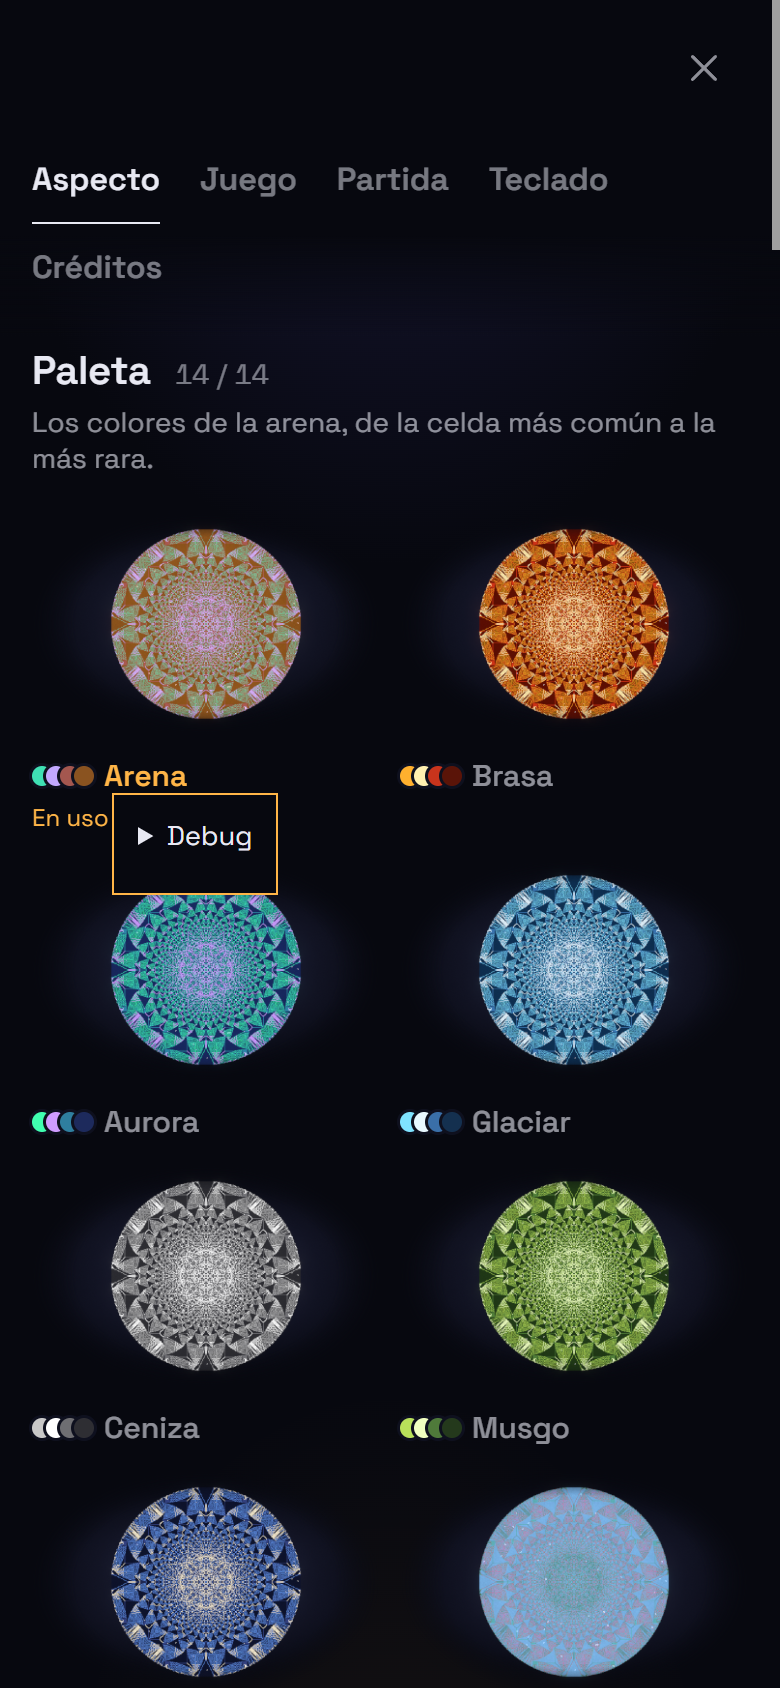 Aspecto Juego Partida Teclado
Créditos
Paleta 14 / 14
Los colores de la arena, de la celda más común a la
más rara.
Arena
Brasa
En uso
▶ Debug
Aurora
Glaciar
Ceniza
Musgo